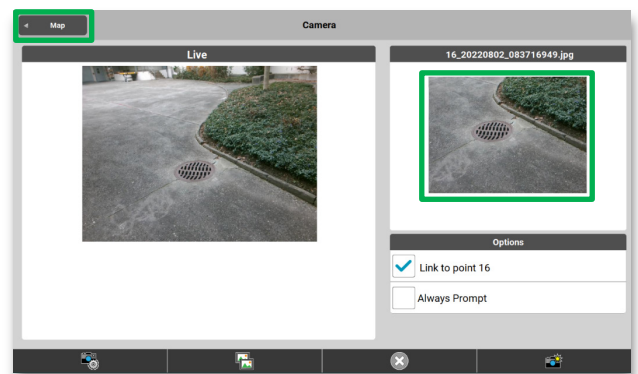 Map
Camera
Live
16_20220802_083716949.jpg
Options
Link to point 16
Always Prompt